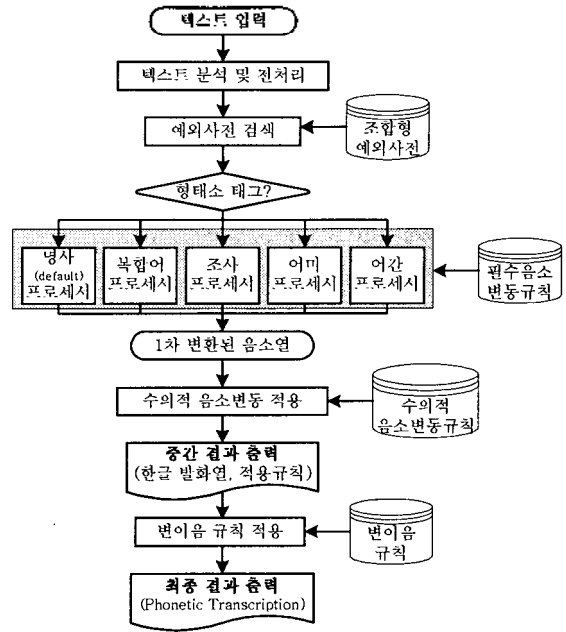 텍스트 입력
텍스트 분석 및 전처리
예외사전 검색
조합형
예외사전
형태소 태그?
명사
(default)
프로세시
복합어
프로세시
조사
프로세시
어미
프로세시
어간
프로세시
필수음소
변동규칙
1차 변환된 음소열
수의적 음소변동 적용
수의적
음소변동규칙
중간 결과 출력
(한글 발화열, 적용규칙)
변이음 규칙 적용
변이음
규칙
최종 결과 출력
(Phonetic Transcription)